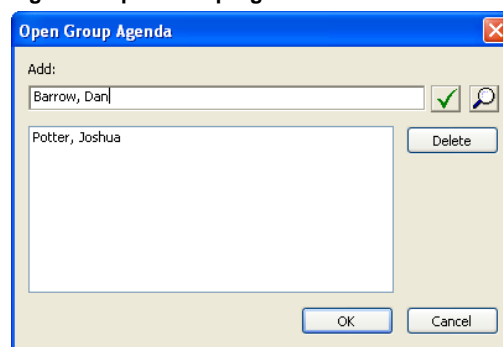 Open Group Agenda
Add:
Barrow, Dan
Potter, Joshua
Delete
OK
Cancel